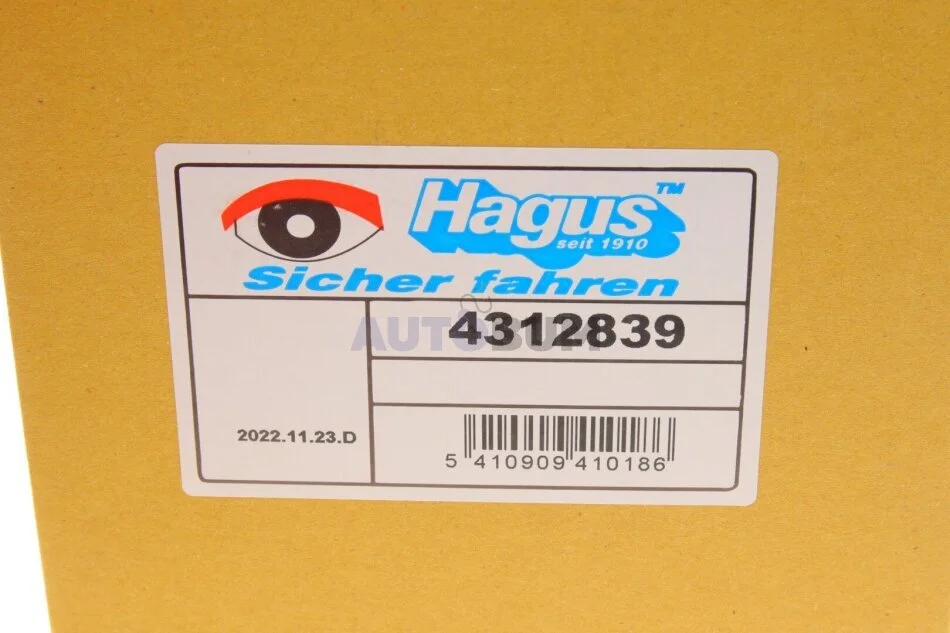 Hagus™
seit 1910
Sicher fahren
4312839
2022.11.23.D
5 410909 410186